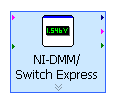 1.546V
NI-DMM/
Switch Express